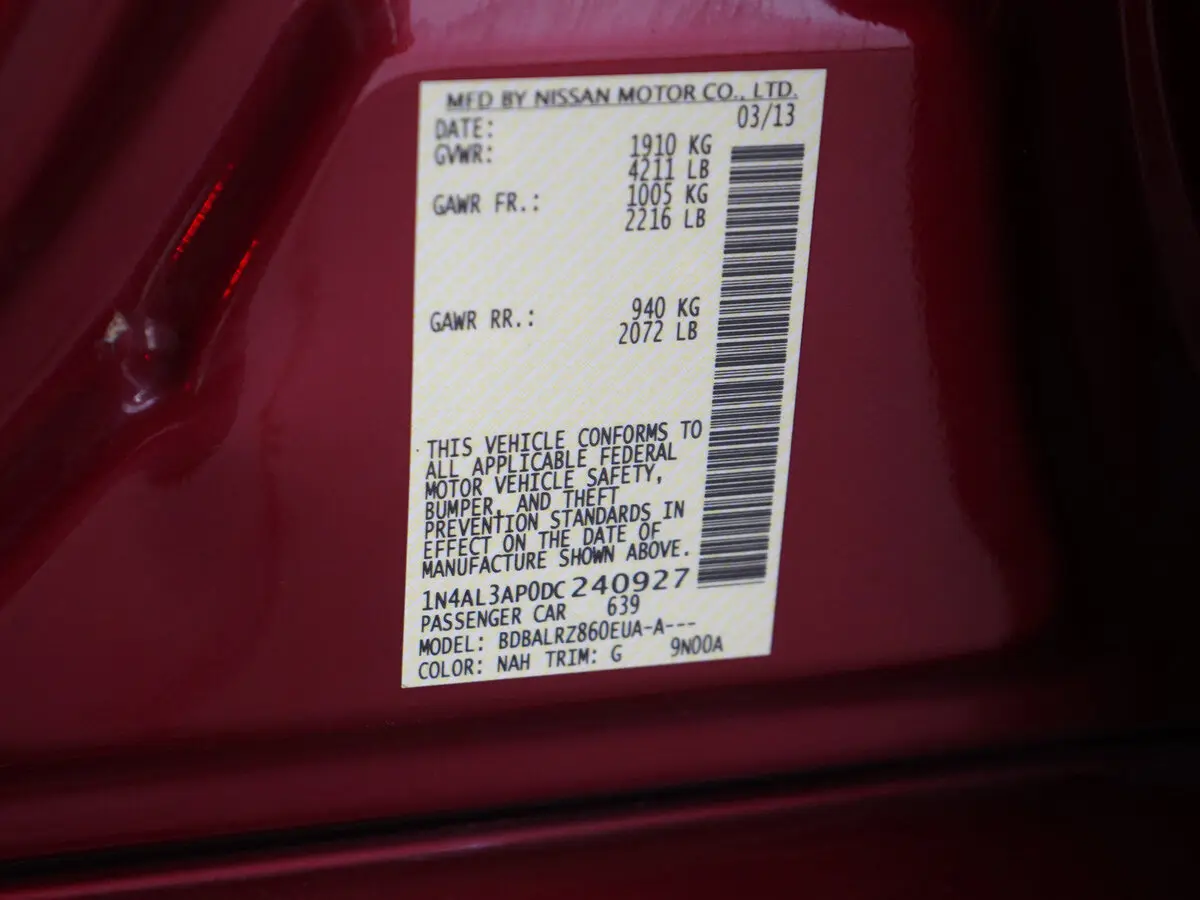 MFD BY NISSAN MOTOR CO., LTD.
DATE: 03/13
GVWR: 1910 KG
4211 LB
GAWR FR.: 1005 KG
2216 LB
GAWR RR.: 940 KG
2072 LB
THIS VEHICLE CONFORMS TO
ALL APPLICABLE FEDERAL
MOTOR VEHICLE SAFETY,
BUMPER, AND THEFT
PREVENTION STANDARDS IN
EFFECT ON THE DATE OF
MANUFACTURE SHOWN ABOVE.
1N4AL3AP0DC240927
PASSENGER CAR 639
MODEL: BDBALRZ860EUA-A---
COLOR: NAH TRIM: G 9N00A